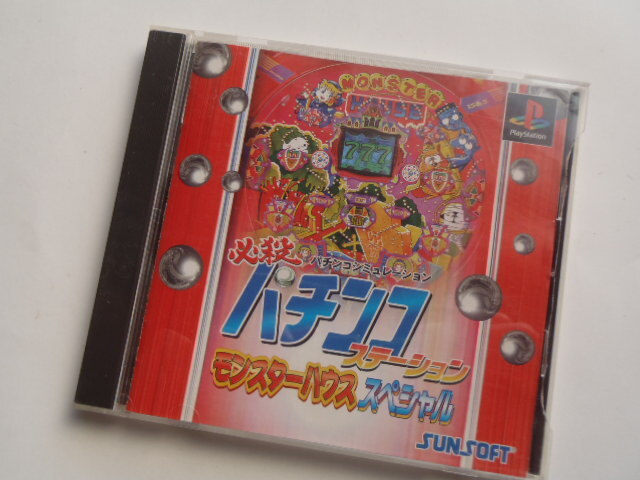 MONSTER
HOUSE
777
PlayStation
必殺
パチンコシミュレーション
パチンコ
ステーション
モンスターハウス スペシャル
SUNSOFT